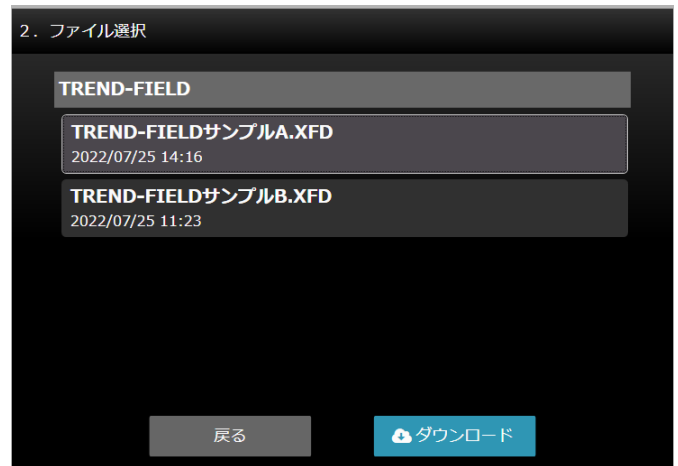 2．ファイル選択
TREND-FIELD
TREND-FIELDサンプルA.XFD
2022/07/25 14:16
TREND-FIELDサンプルB.XFD
2022/07/25 11:23
戻る
ダウンロード